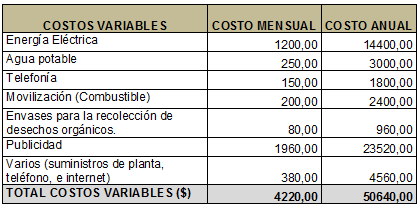 COSTOS VARIABLES COSTO MENSUAL COSTO ANUAL
Energía Eléctrica 1200,00 14400,00
Agua potable 250,00 3000,00
Telefonía 150,00 1800,00
Movilización (Combustible) 200,00 2400,00
Envases para la recolección de
desechos orgánicos. 80,00 960,00
Publicidad 1960,00 23520,00
Varios (suministros de planta,
teléfono, e internet) 380,00 4560,00
TOTAL COSTOS VARIABLES ($) 4220,00 50640,00